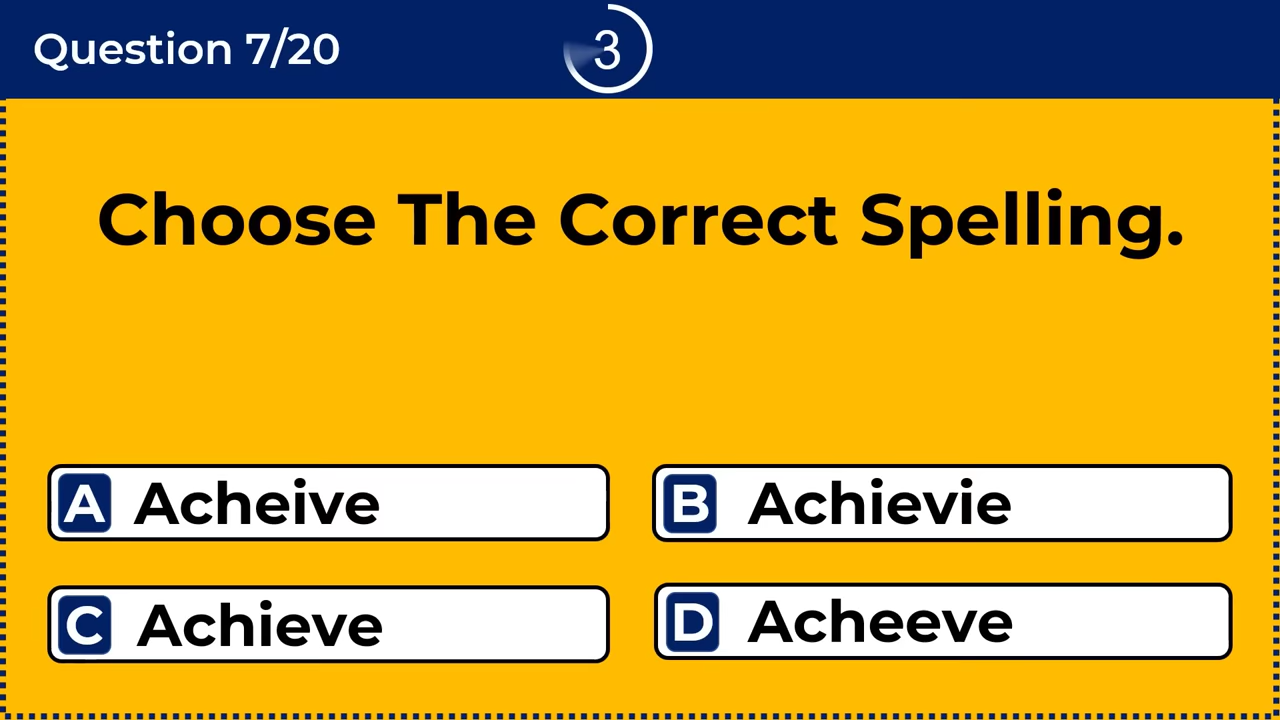 Question 7/20
3
Choose The Correct Spelling.
A Acheive
B Achievie
C Achieve
D Acheeve